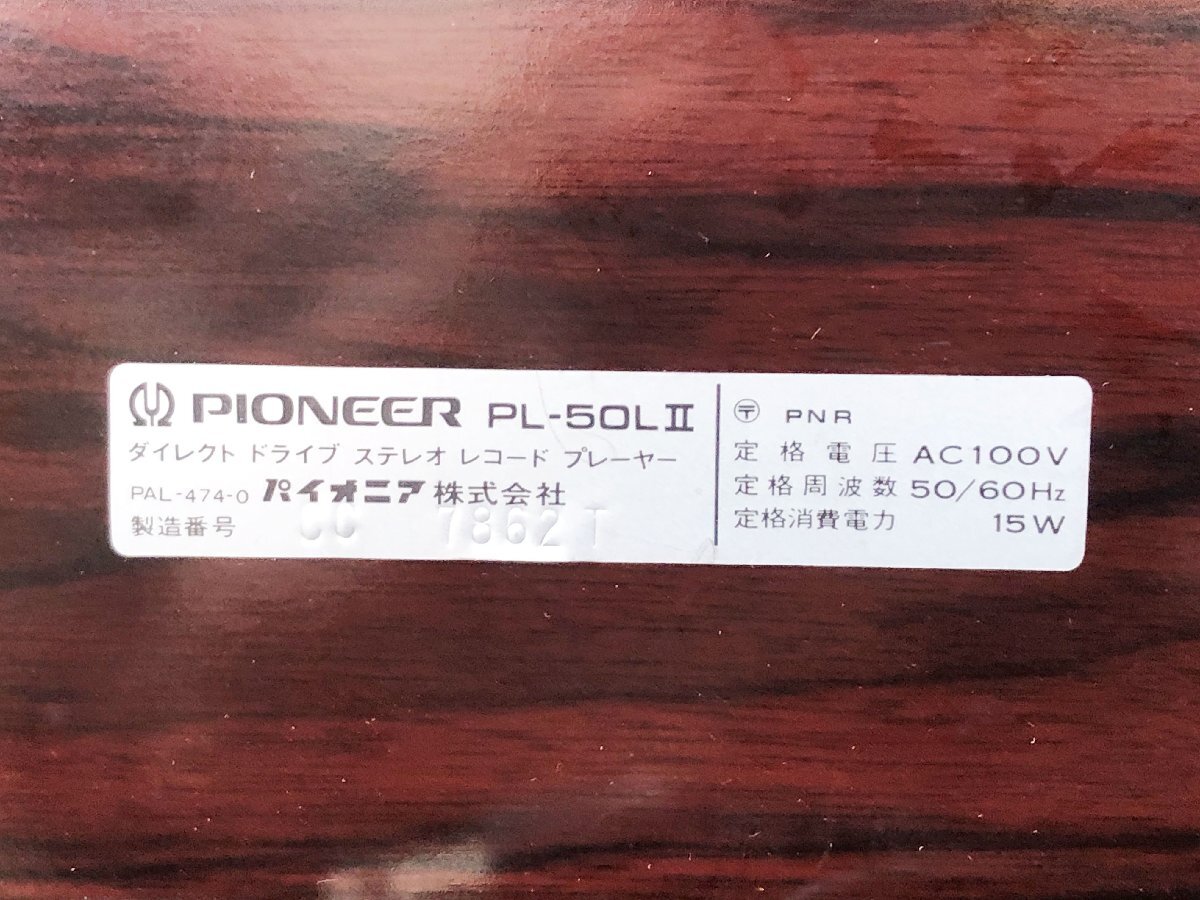 PIONEER PL-50LII
ダイレクト ドライブ ステレオ レコード プレーヤー
PAL-474-0 パイオニア株式会社
製造番号 CC 7862T
〒 PNR
定格電圧 AC100V
定格周波数 50/60Hz
定格消費電力 15W